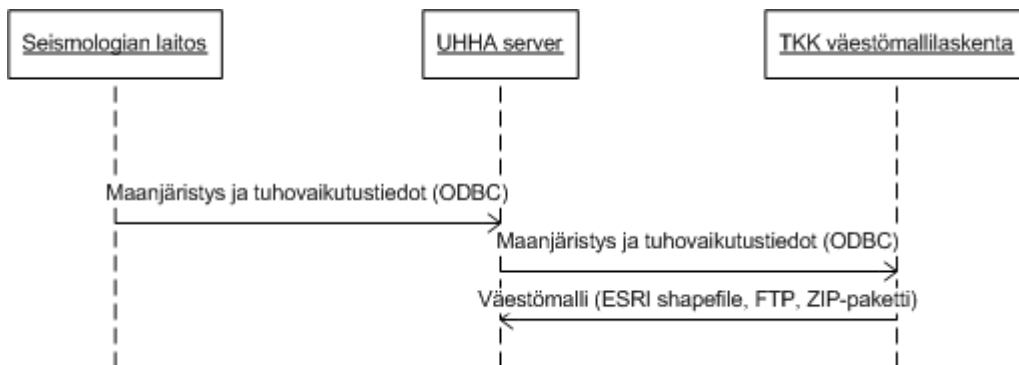 Seismologian laitos
UHHA server
TKK väestömallilaskenta
Maanjäristys ja tuhovaikutustiedot (ODBC)
Maanjäristys ja tuhovaikutustiedot (ODBC)
Väestömalli (ESRI shapefile, FTP, ZIP-paketti)